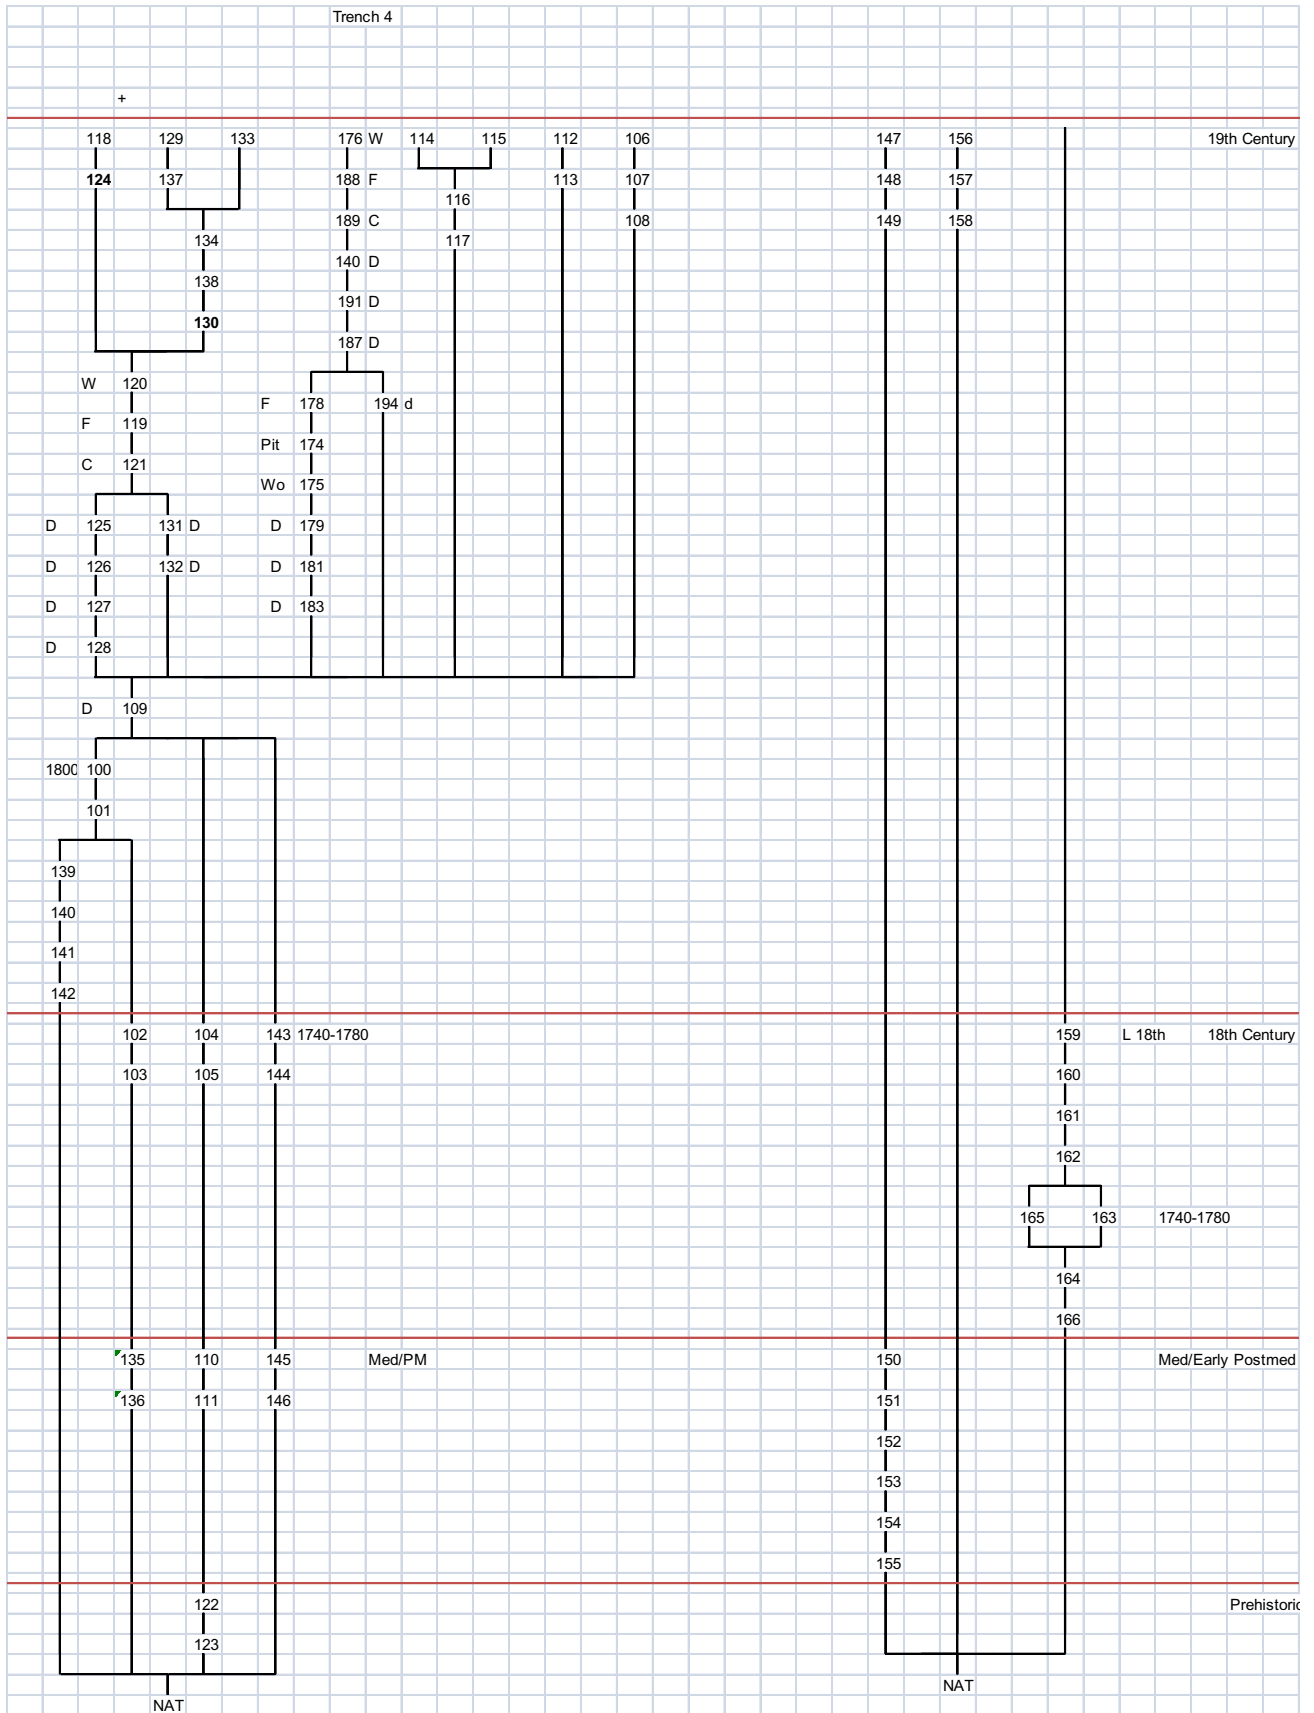 Trench 4
+
118 129 133 176 W 114 115 112 106 147 156 19th Century
124 137 188 F 113 107 148 157
116
189 C 108 149 158
134 117
140 D
138
191 D
130
187 D
W 120
F 178 194 d
F 119
Pit 174
C 121
Wo 175
D 125 131 D D 179
D 126 132 D D 181
D 127 D 183
D 128
D 109
1800 100
101
139
140
141
142
102 104 143 1740-1780 159 L 18th 18th Century
103 105 144 160
161
162
165 163 1740-1780
164
166
135 110 145 Med/PM 150 Med/Early Postmed
136 111 146 151
152
153
154
155
122 Prehistoric
123
NAT
NAT